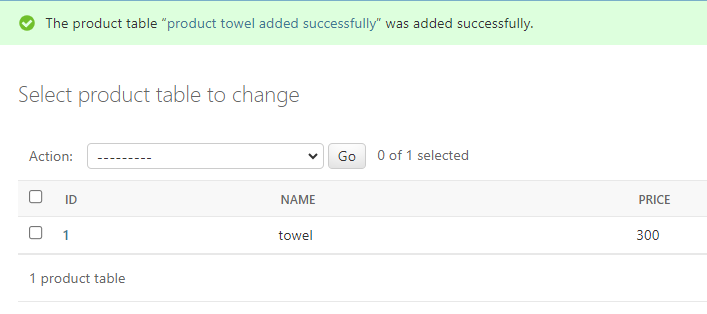 The product table “product towel added successfully” was added successfully.
Select product table to change
Action: --------- Go 0 of 1 selected
ID NAME PRICE
1 towel 300
1 product table